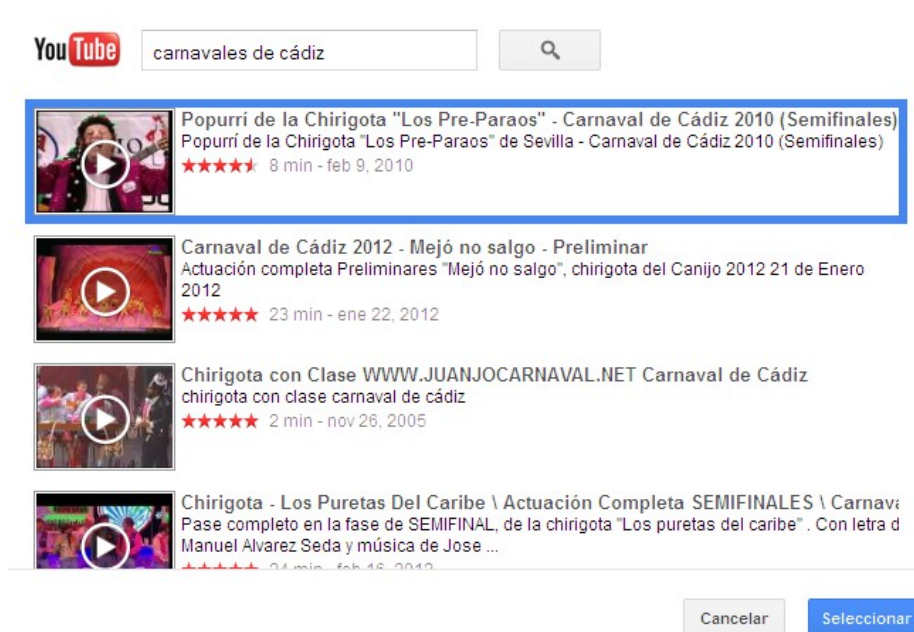 YouTube
carnavales de cádiz
Popurrí de la Chirigota "Los Pre-Paraos" - Carnaval de Cádiz 2010 (Semifinales)
Popurrí de la Chirigota "Los Pre-Paraos" de Sevilla - Carnaval de Cádiz 2010 (Semifinales)
8 min - feb 9, 2010
Carnaval de Cádiz 2012 - Mejó no salgo - Preliminar
Actuación completa Preliminares "Mejó no salgo", chirigota del Canijo 2012 21 de Enero
2012
23 min - ene 22, 2012
Chirigota con Clase WWW.JUANJOCARNAVAL.NET Carnaval de Cádiz
chirigota con clase carnaval de cádiz
2 min - nov 26, 2005
Chirigota - Los Puretas Del Caribe \ Actuación Completa SEMIFINALES \ Carnava
Pase completo en la fase de SEMIFINAL, de la chirigota "Los puretas del caribe" . Con letra d
Manuel Alvarez Seda y música de Jose ...
24 min - feb 16, 2012
Cancelar
Seleccionar